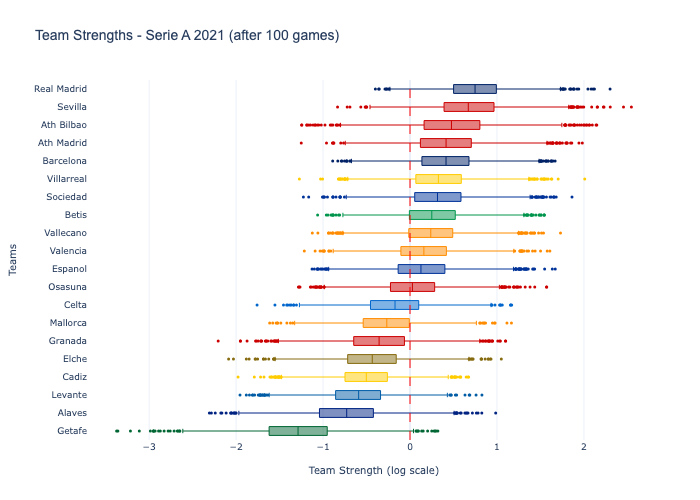 Team Strengths - Serie A 2021 (after 100 games)
Real Madrid
Sevilla
Ath Bilbao
Ath Madrid
Barcelona
Villarreal
Sociedad
Betis
Vallecano
Valencia
Espanol
Osasuna
Celta
Mallorca
Granada
Elche
Cadiz
Levante
Alaves
Getafe
Teams
−3 −2 −1 0 1 2
Team Strength (log scale)